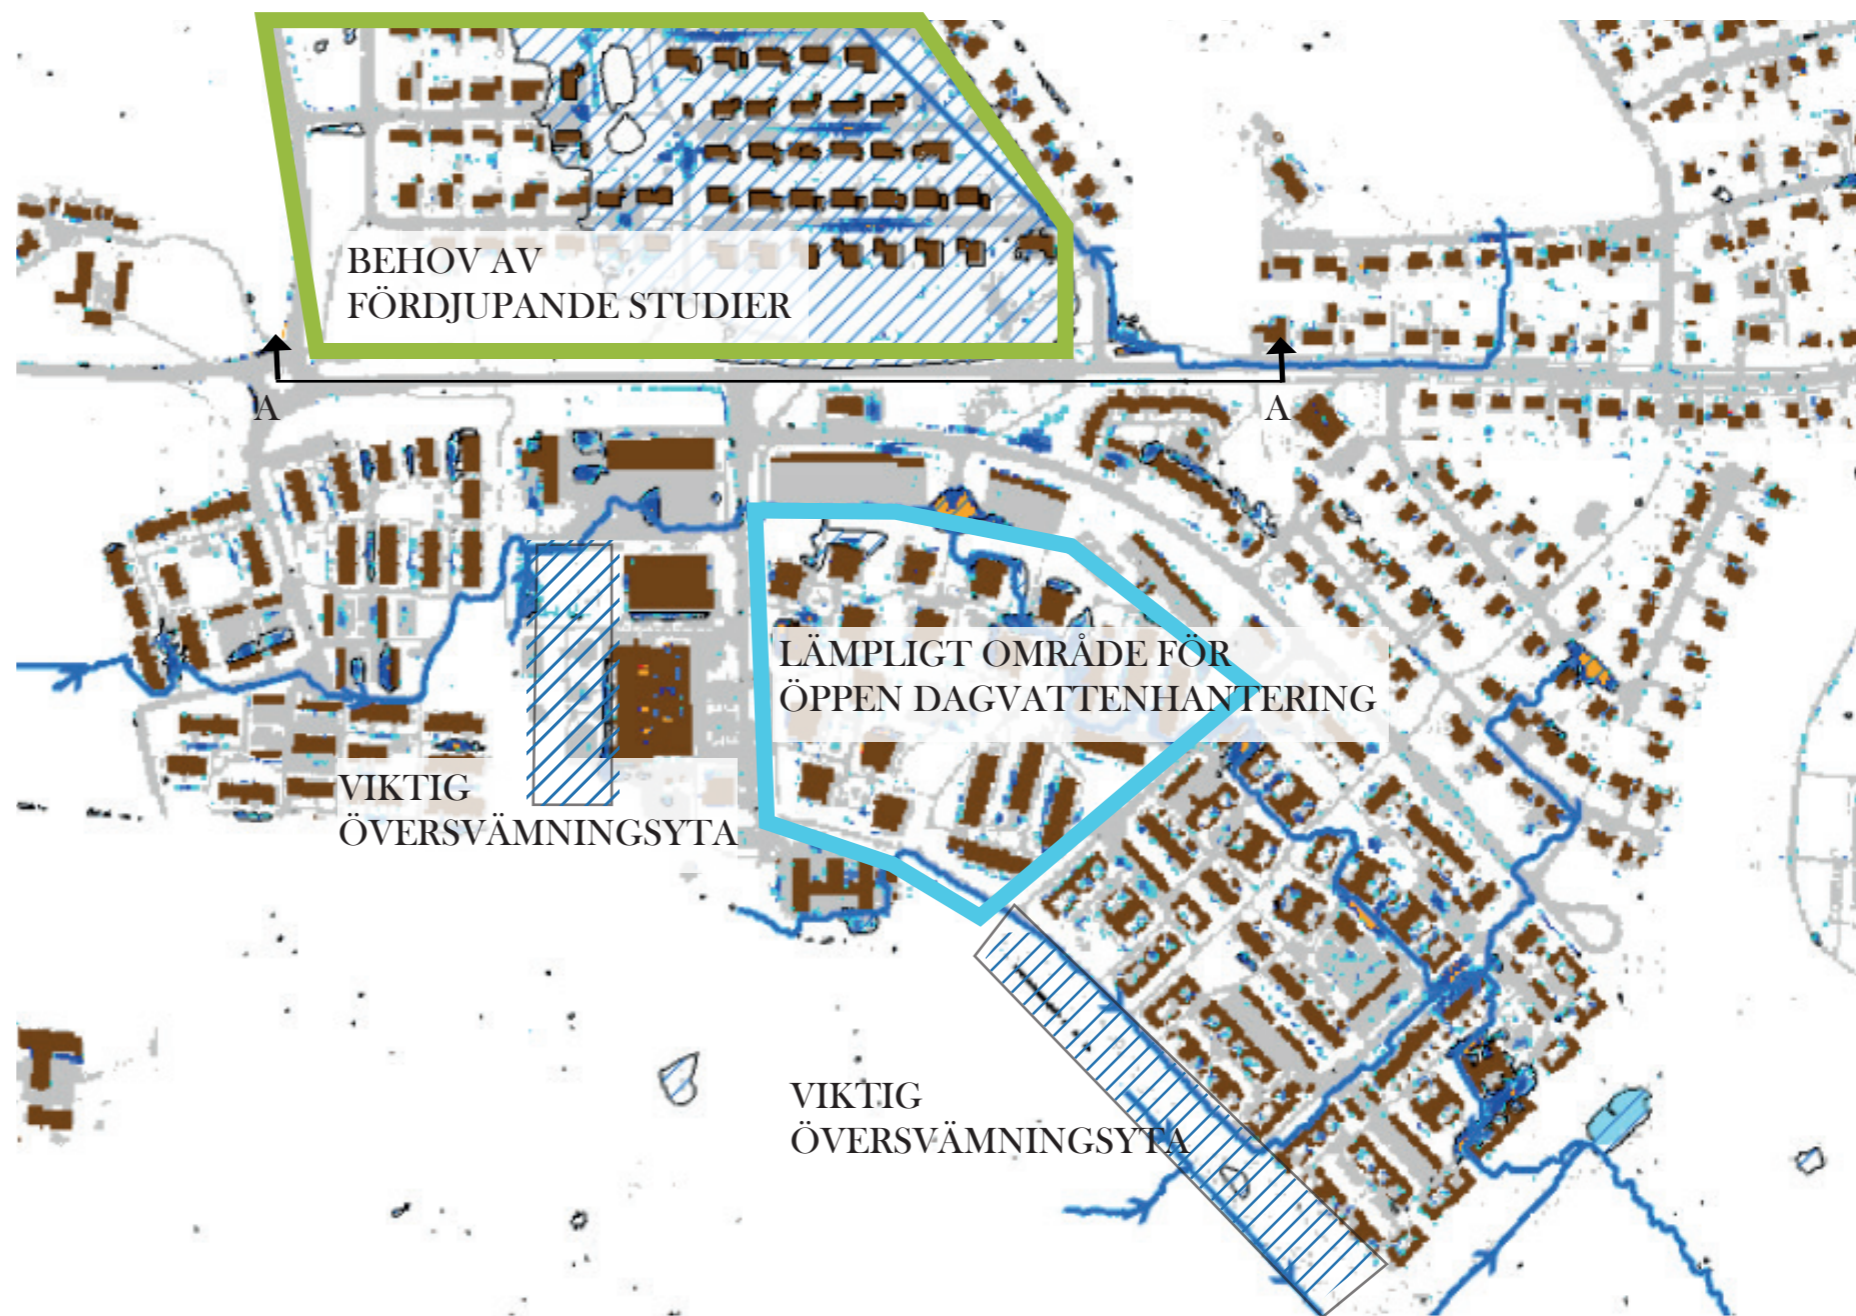 BEHOV AV
FÖRDJUPANDE STUDIER
A
A
LÄMPLIGT OMRÅDE FÖR
ÖPPEN DAGVATTENHANTERING
VIKTIG
ÖVERSVÄMNINGSYTA
VIKTIG
ÖVERSVÄMNINGSYTA